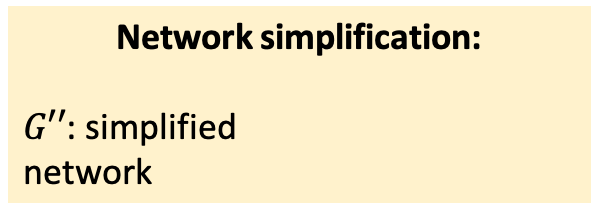 Network simplification:
G′′: simplified
network